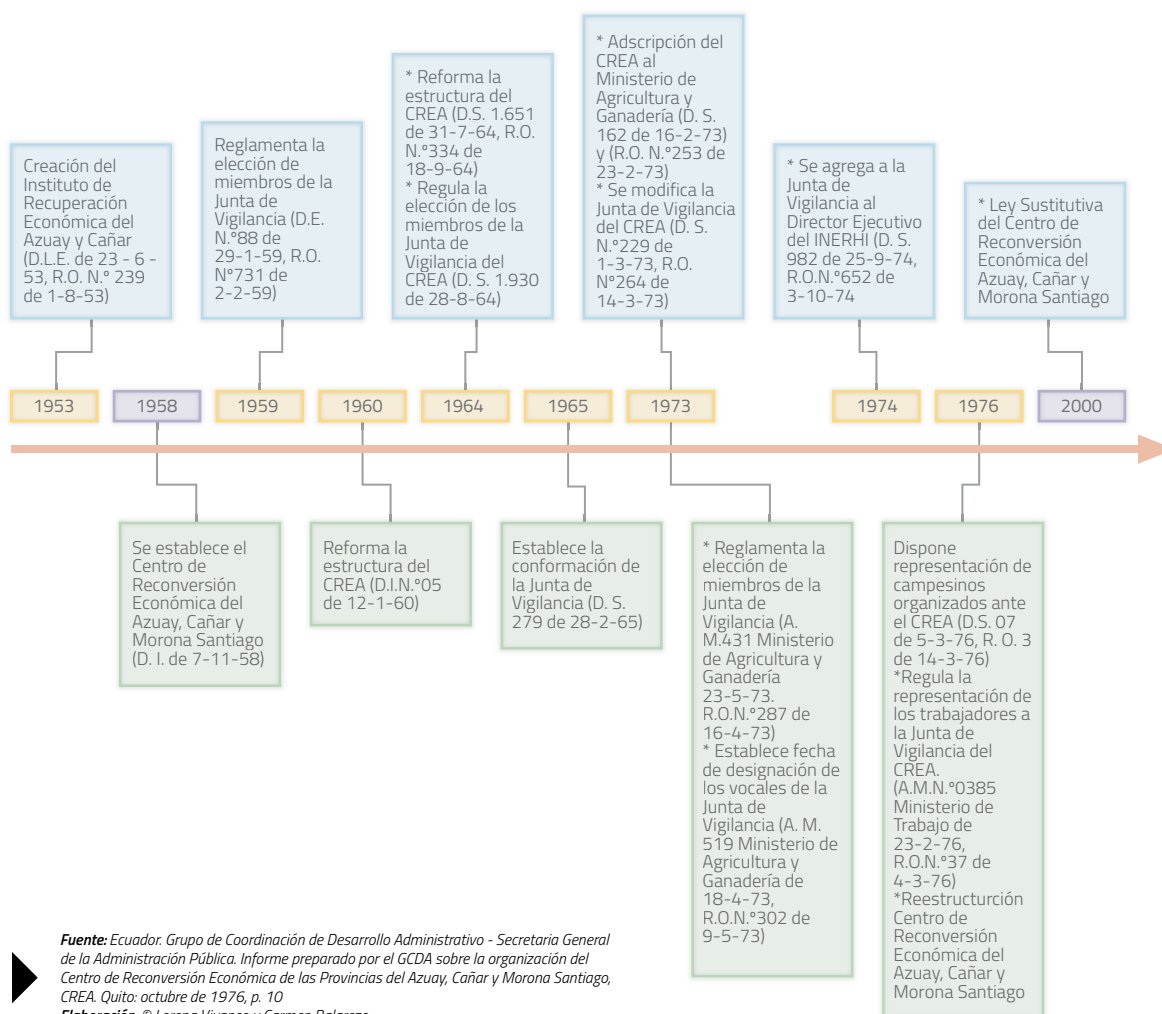 * Adscripción del
CREA al
Ministerio de
Agricultura y
Ganadería (D. S.
162 de 16-2-73)
y (R.O. N.º253 de
23-2-73)
* Se modifica la
Junta de Vigilancia
del CREA (D. S.
N.º229 de
1-3-73, R.O.
Nº264 de
14-3-73)
* Reforma la
estructura del
CREA (D.S. 1.651
de 31-7-64, R.O.
N.º334 de
18-9-64)
* Regula la
elección de los
miembros de la
Junta de
Vigilancia del
CREA (D. S. 1.930
de 28-8-64)
Creación del
Instituto de
Recuperación
Económica del
Azuay y Cañar
(D.L.E. de 23 - 6 -
53, R.O. N.º 239
de 1-8-53)
Reglamenta la
elección de
miembros de la
Junta de
Vigilancia (D.E.
N.º88 de
29-1-59, R.O.
Nº731 de
2-2-59)
* Se agrega a la
Junta de
Vigilancia al
Director Ejecutivo
del INERHI (D. S.
982 de 25-9-74,
R.O.N.º652 de
3-10-74
* Ley Sustitutiva
del Centro de
Reconversión
Económica del
Azuay, Cañar y
Morona Santiago
1953 1958 1959 1960 1964 1965 1973 1974 1976 2000
Se establece el
Centro de
Reconversión
Económica del
Azuay, Cañar y
Morona Santiago
(D. I. de 7-11-58)
Reforma la
estructura del
CREA (D.I.N.º05
de 12-1-60)
Establece la
conformación de
la Junta de
Vigilancia (D. S.
279 de 28-2-65)
* Reglamenta la
elección de
miembros de la
Junta de
Vigilancia (A.
M.431 Ministerio
de Agricultura y
Ganadería
23-5-73.
R.O.N.º287 de
16-4-73)
* Establece fecha
de designación de
los vocales de la
Junta de
Vigilancia (A. M.
519 Ministerio de
Agricultura y
Ganadería de
18-4-73,
R.O.N.º302 de
9-5-73)
Dispone
representación de
campesinos
organizados ante
el CREA (D.S. 07
de 5-3-76, R. O. 3
de 14-3-76)
*Regula la
representación de
los trabajadores a
la Junta de
Vigilancia del
CREA.
(A.M.N.º0385
Ministerio de
Trabajo de
23-2-76,
R.O.N.º37 de
4-3-76)
*Reestructurción
Centro de
Reconversión
Económica del
Azuay, Cañar y
Morona Santiago
Fuente: Ecuador. Grupo de Coordinación de Desarrollo Administrativo - Secretaria General
de la Administración Pública. Informe preparado por el GCDA sobre la organización del
Centro de Reconversión Económica de las Provincias del Azuay, Cañar y Morona Santiago,
CREA. Quito: octubre de 1976, p. 10